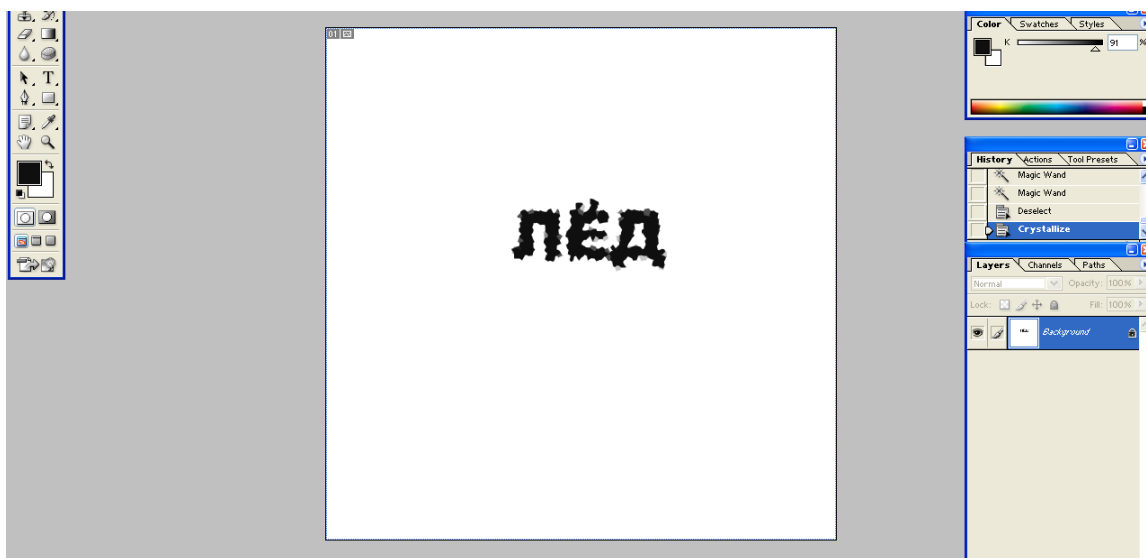 Color Swatches Styles
K 91 %
01
History Actions Tool Presets
Magic Wand
Magic Wand
Deselect
Crystallize
ЛЁД
Layers Channels Paths
Normal Opacity: 100%
Lock: Fill: 100%
Background